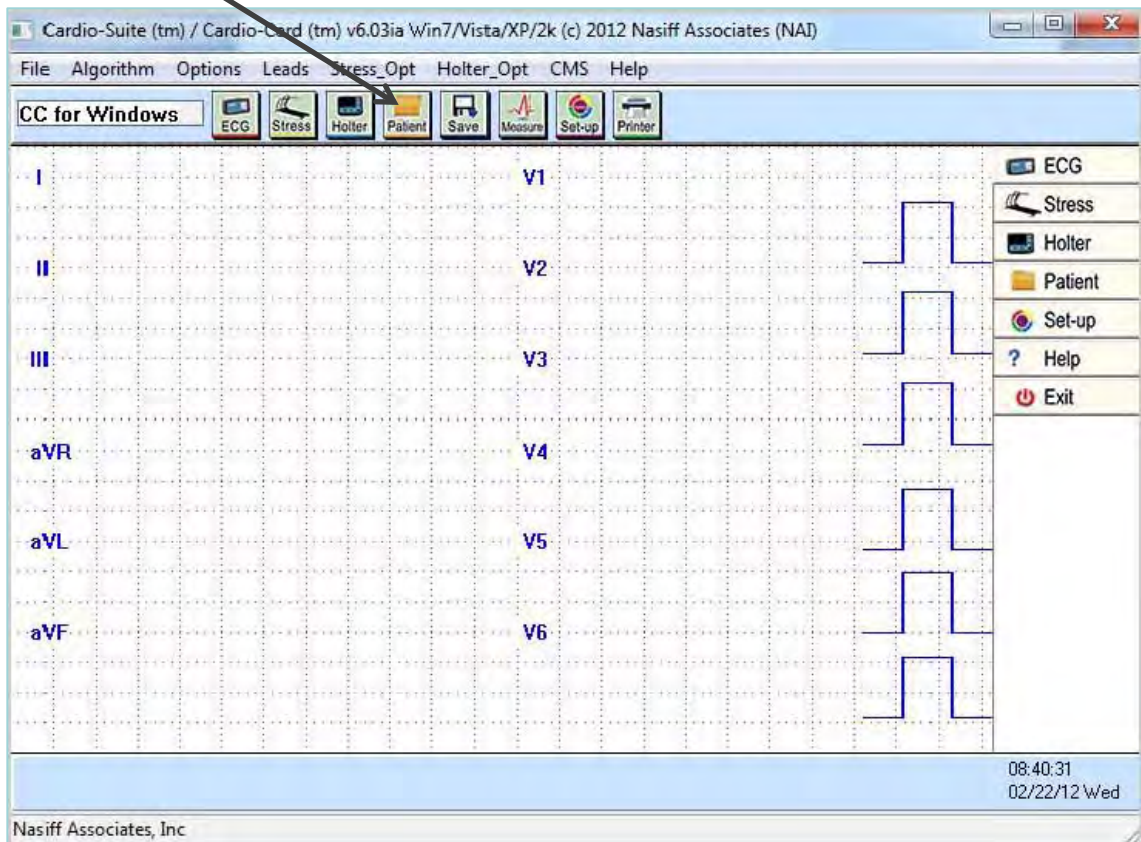 Cardio-Suite (tm) / Cardio-Card (tm) v6.03ia Win7/Vista/XP/2k (c) 2012 Nasiff Associates (NAI)
File Algorithm Options Leads Stress_Opt Holter_Opt CMS Help
CC for Windows ECG Stress Holter Patient Save Measure Set-up Printer
I V1
II V2
III V3
aVR V4
aVL V5
aVF V6
ECG
Stress
Holter
Patient
Set-up
? Help
Exit
08:40:31
02/22/12 Wed
Nasiff Associates, Inc